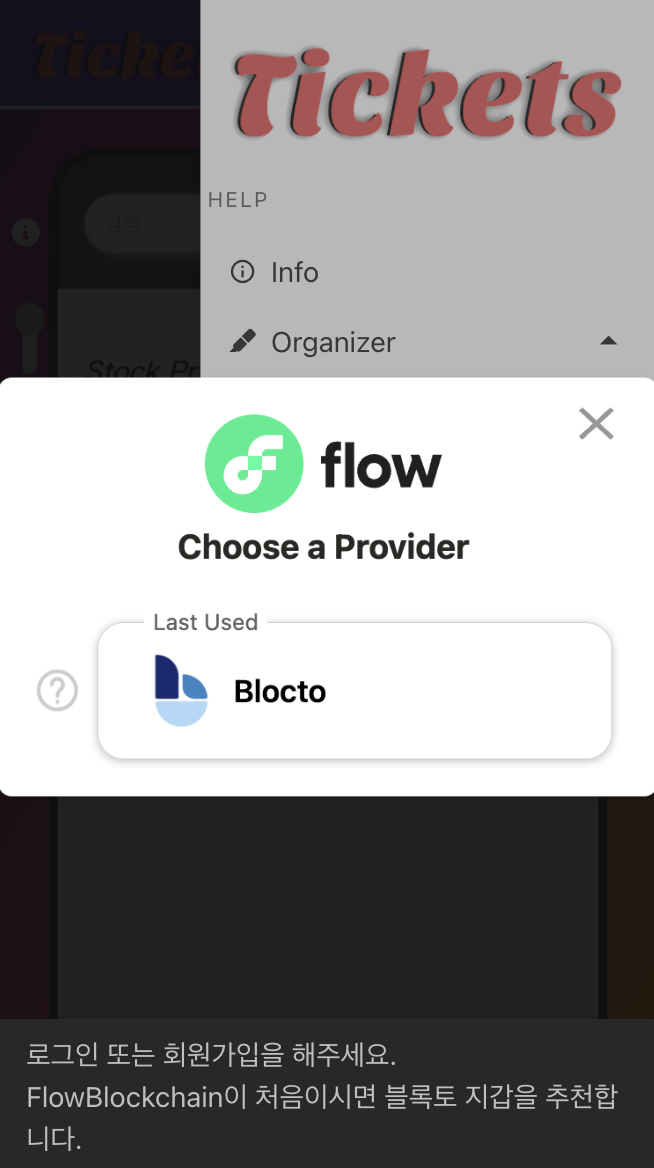 Ticke
Tickets
HELP
검색...
Info
Organizer
Stock Pr
flow
Choose a Provider
Last Used
Blocto
로그인 또는 회원가입을 해주세요.
FlowBlockchain이 처음이시면 블록토 지갑을 추천합
니다.